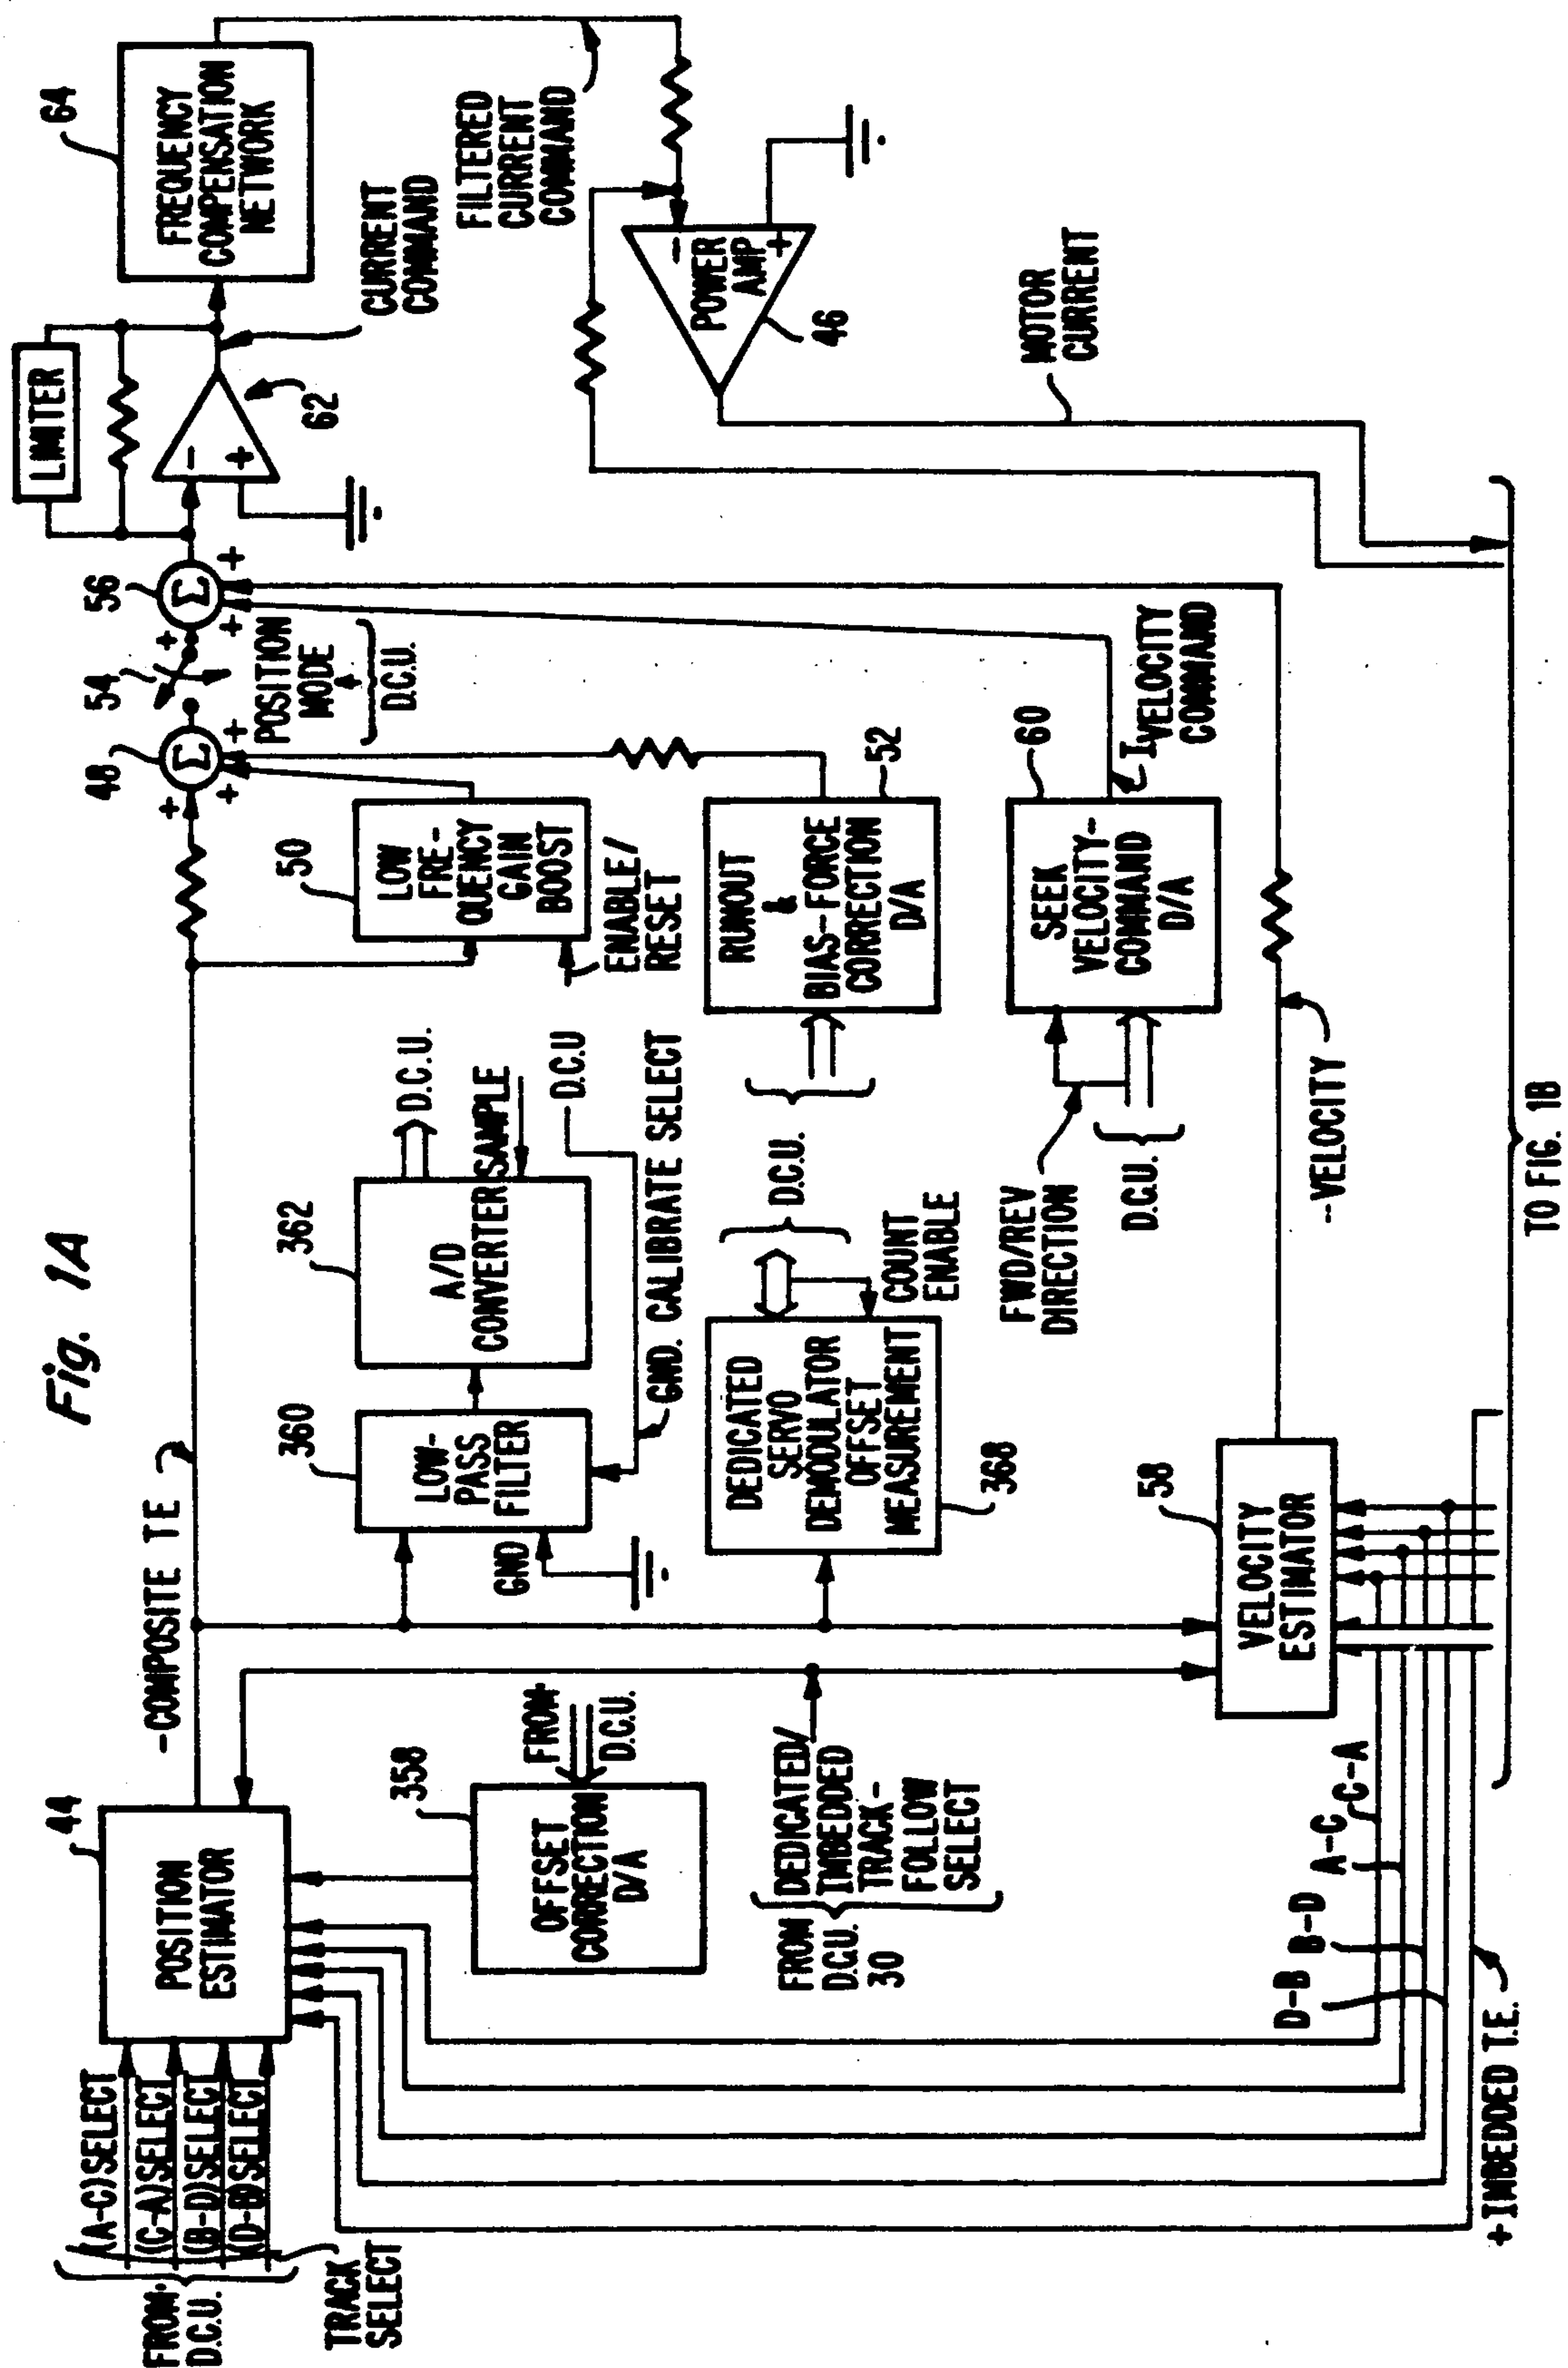 Fig. 1A
FROM
D.C.U.
(A-C)SELECT
(C-A)SELECT
(B-D)SELECT
(D-B)SELECT
TRACK
SELECT
44
POSITION
ESTIMATOR
-COMPOSITE TE
358
OFFSET
CORRECTION
D/A
FROM
D.C.U.
FROM
D.C.U.
30
DEDICATED/
IMBEDDED
TRACK-
FOLLOW
SELECT
360
LOW-
PASS
FILTER
GND
362
A/D
CONVERTER
D.C.U.
SAMPLE
D.C.U
GND. CALIBRATE SELECT
DEDICATED
SERVO
DEMODULATOR
OFFSET
MEASUREMENT
368
D.C.U.
COUNT
ENABLE
50
LOW
FRE-
QUENCY
GAIN
BOOST
ENABLE/
RESET
RUNOUT
&
BIAS-FORCE
CORRECTION
D/A
52
D.C.U.
60
SEEK
VELOCITY-
COMMAND
D/A
FWD/REV
DIRECTION
D.C.U.
I VELOCITY
COMMAND
48
Σ
+
+
+
54
POSITION
MODE
D.C.U.
56
Σ
+
+
+
LIMITER
-
+
62
CURRENT
COMMAND
64
FREQUENCY
COMPENSATION
NETWORK
FILTERED
CURRENT
COMMAND
-
+
POWER
AMP
46
MOTOR
CURRENT
58
VELOCITY
ESTIMATOR
--VELOCITY
C-A
A-C
B-D
D-B
+IMBEDDED T.E.
TO FIG. 1B